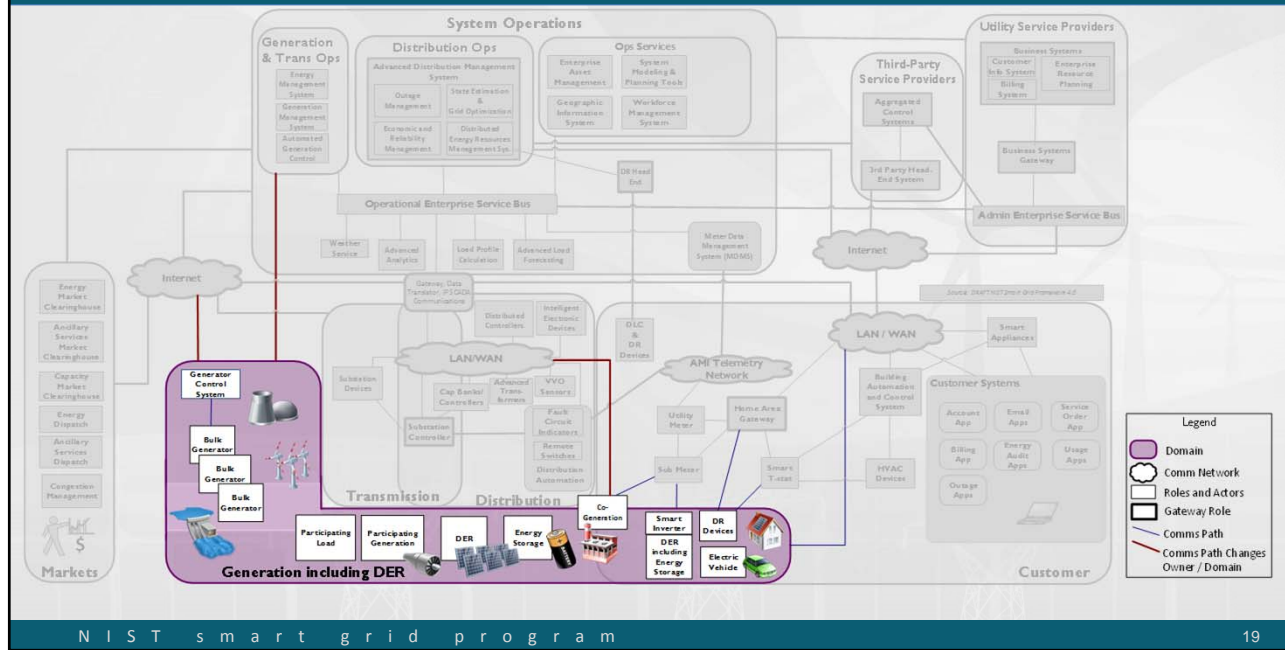 System Operations
Generation
& Trans Ops
Energy
Management
System
Generation
Management
System
Automated
Generation
Control
Distribution Ops
Advanced Distribution Management
System
Outage
Management
State Estimation
&
Grid Optimization
Economic and
Reliability
Management
Distributed
Energy Resources
Management Sys.
Ops Services
Enterprise
Asset
Management
System
Modeling &
Planning Tools
Geographic
Information
System
Workforce
Management
System
DR Head
End
Operational Enterprise Service Bus
Weather
Service
Advanced
Analytics
Load Profile
Calculation
Advanced Load
Forecasting
Meter Data
Management
System (MDMS)
Third-Party
Service Providers
Aggregated
Control
Systems
3rd Party Head-
End System
Utility Service Providers
Business Systems
Customer
Info System
Billing
System
Enterprise
Resource
Planning
Business Systems
Gateway
Admin Enterprise Service Bus
Internet
Internet
Source: DRAFT NIST Smart Grid Framework 4.0
Energy
Market
Clearinghouse
Ancillary
Services
Market
Clearinghouse
Capacity
Market
Clearinghouse
Energy
Dispatch
Ancillary
Services
Dispatch
Congestion
Management
$
Markets
Gateway, Data
Communications
Distributed
Controllers
Intelligent
Electronic
Devices
LAN/WAN
Substation
Devices
Cap Banks/
Controllers
Advanced
Trans-
formers
VVO
Sensors
Substation
Controller
Fault
Circuit
Indicators
Remote
Switches
Distribution
Automation
Transmission
Distribution
DLC
&
DR
Devices
AMI Telemetry
Network
LAN / WAN
Smart
Appliances
Utility
Meter
Home Area
Gateway
Building
Automation
and Control
System
Sub Meter
Smart
T-stat
HVAC
Devices
Customer Systems
Account
App
Email
Apps
Service
Order
App
Billing
App
Energy
Audit
Apps
Usage
Apps
Outage
Apps
Customer
Generator
Control
System
Bulk
Generator
Bulk
Generator
Bulk
Generator
Participating
Load
Participating
Generation
DER
Energy
Storage
BATTERY
Co-
Generation
Smart
Inverter
DER
including
Energy
Storage
DR
Devices
Electric
Vehicle
Generation including DER
Legend
Domain
Comm Network
Roles and Actors
Gateway Role
Comms Path
Comms Path Changes
Owner / Domain
NIST smart grid program
19